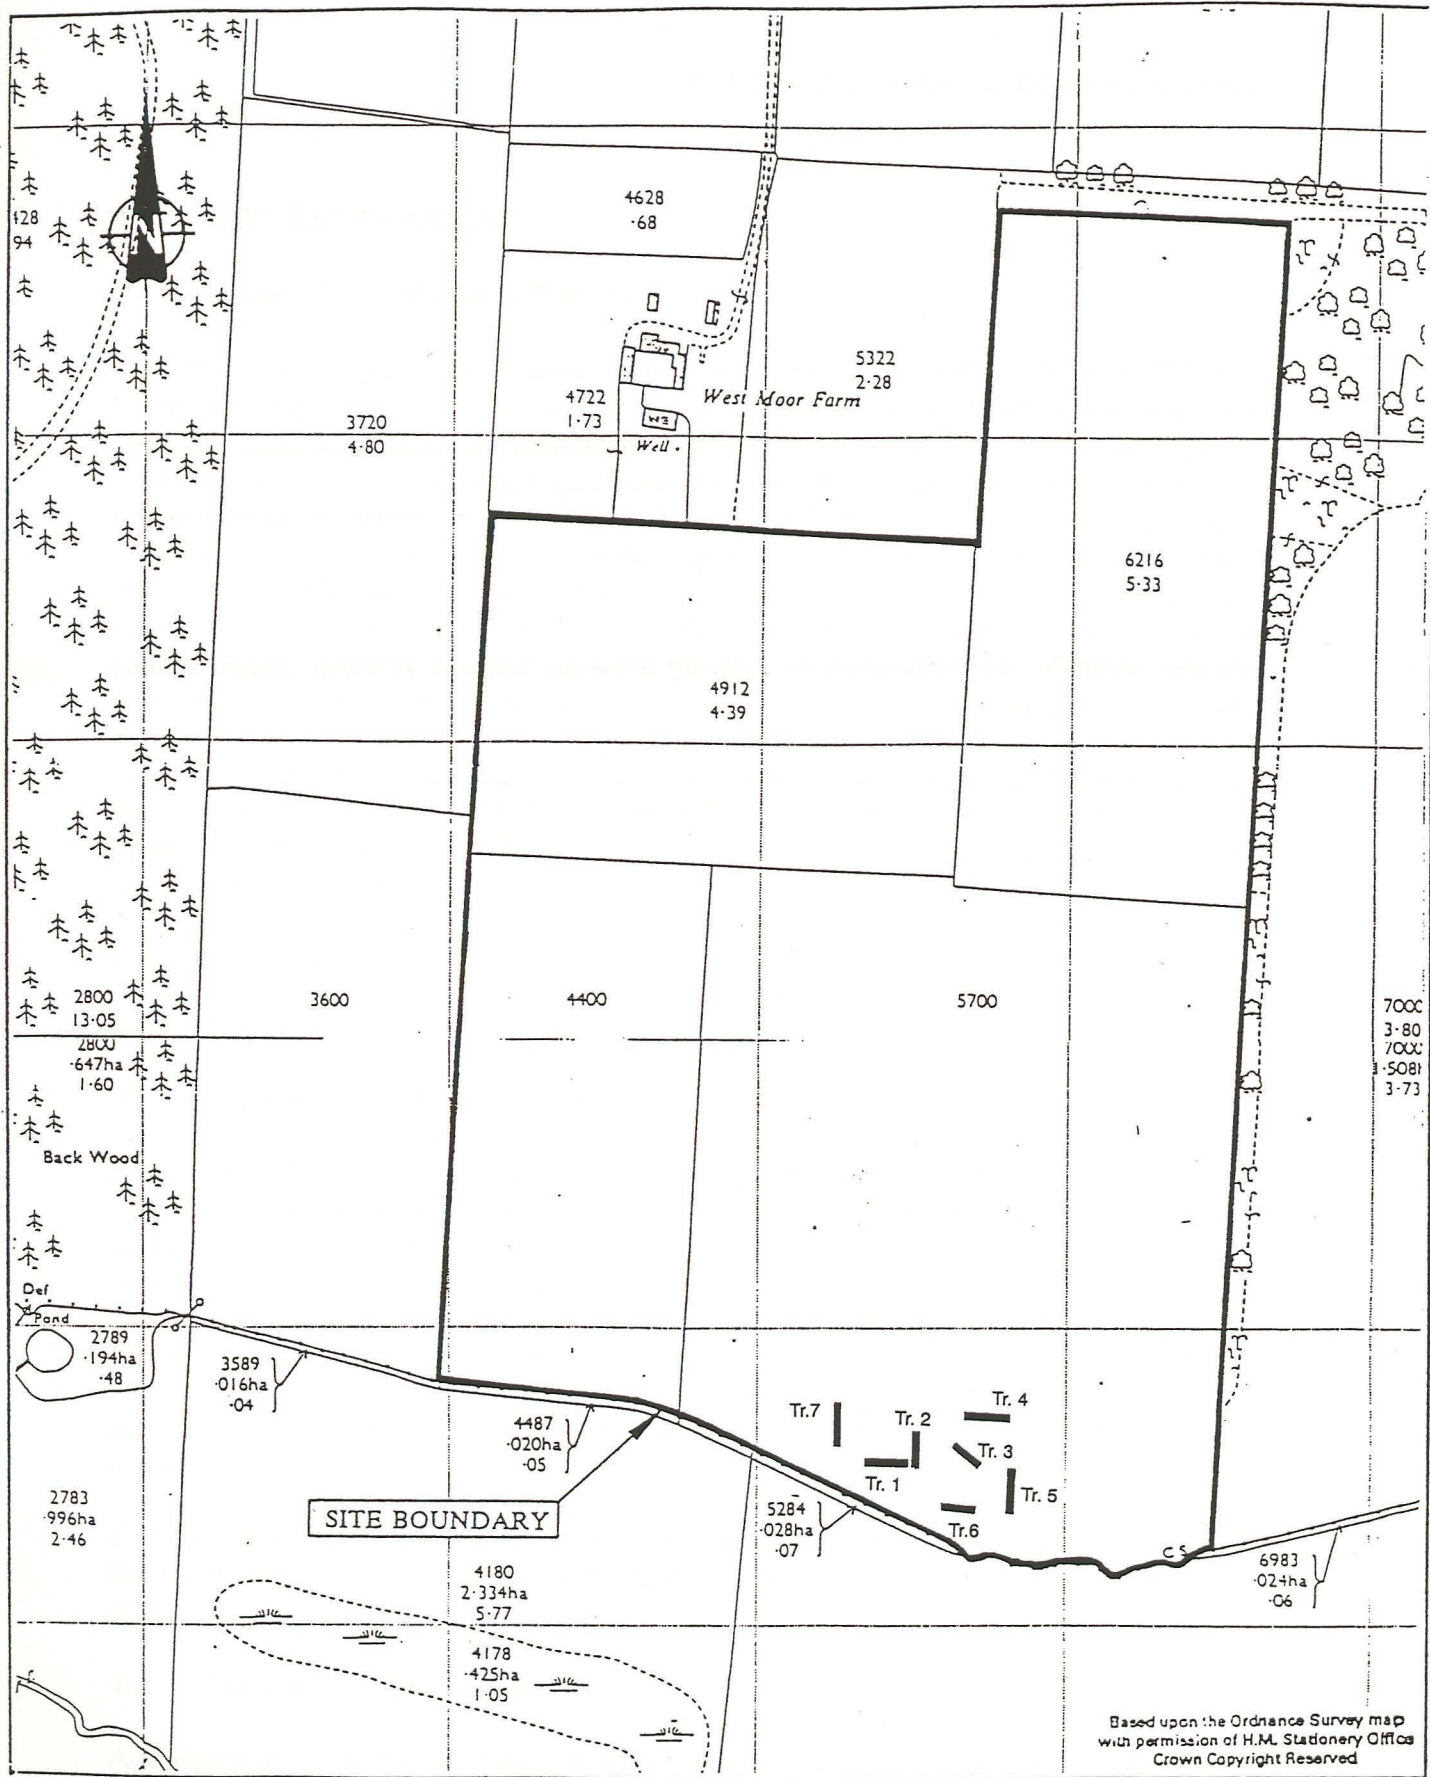 428
94
4628
·68
5322
2·28
4722
1·73
West Moor Farm
Well
3720
4·80
6216
5·33
4912
4·39
2800
13·05
2800
·647ha
1·60
3600
4400
5700
7000
3·80
7000
1·508h
3·73
Back Wood
Def
Pond
2789
·194ha
·48
3589
·016ha
·04
4487
·020ha
·05
Tr.7
Tr. 4
Tr. 2
Tr. 3
Tr. 1
Tr. 5
Tr.6
5284
·028ha
·07
SITE BOUNDARY
2783
·996ha
2·46
CS
6983
·024ha
·06
4180
2·334ha
5·77
4178
·425ha
1·05
Based upon the Ordnance Survey map
with permission of H.M. Stationery Office
Crown Copyright Reserved